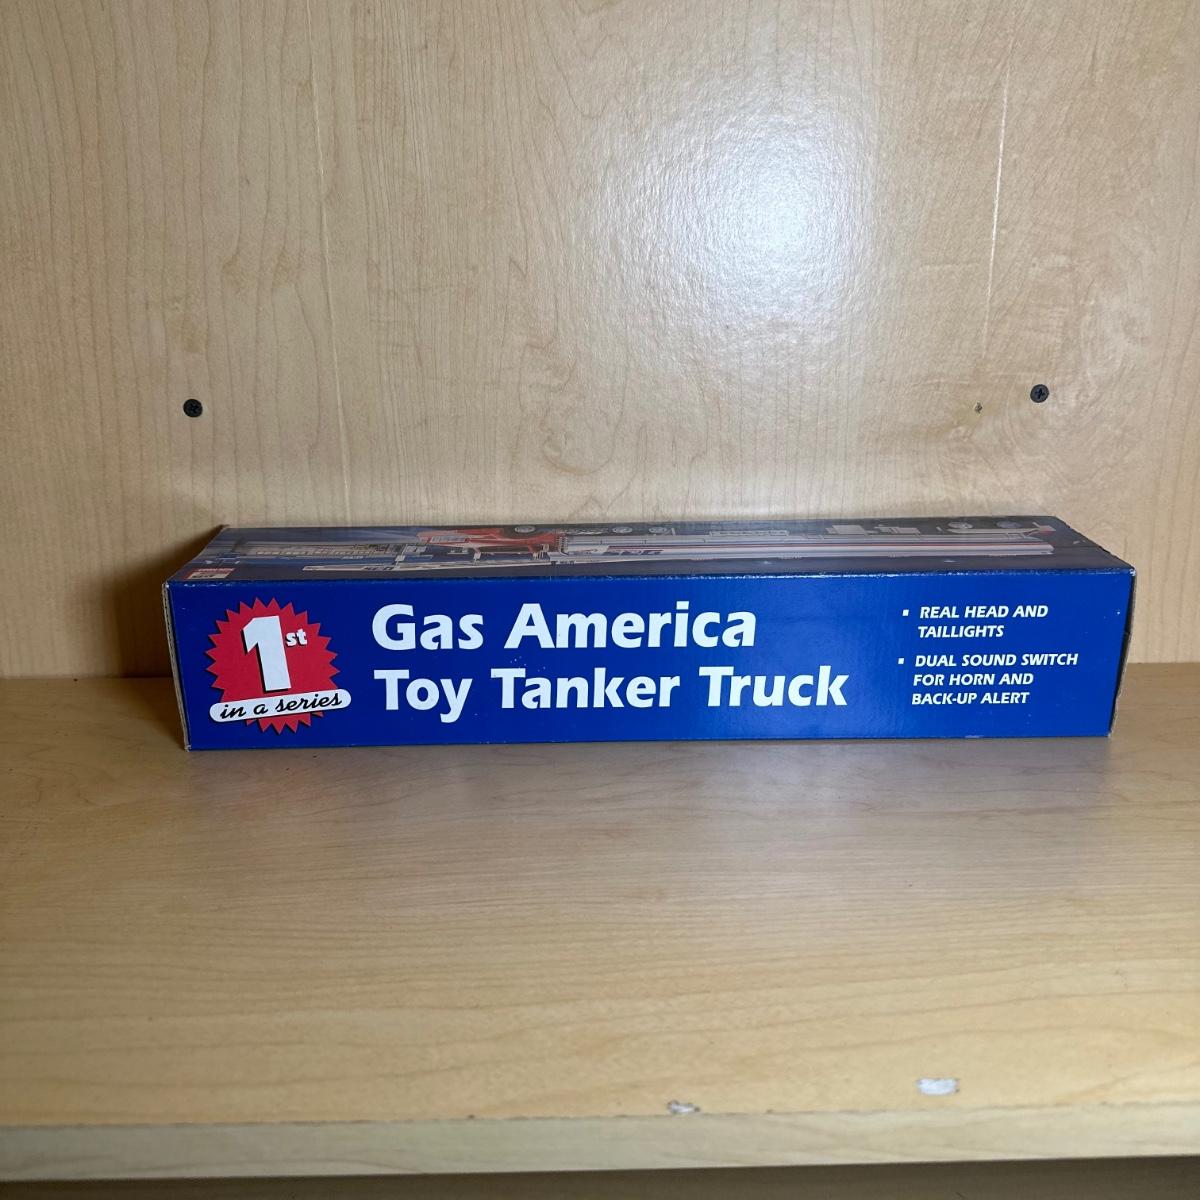 1st
in a series
Gas America
Toy Tanker Truck
▪ REAL HEAD AND
TAILLIGHTS
▪ DUAL SOUND SWITCH
FOR HORN AND
BACK-UP ALERT